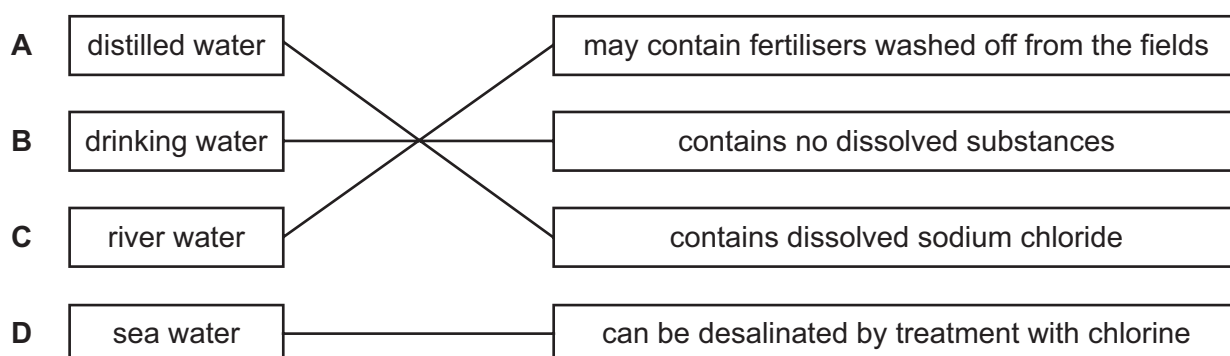 A distilled water may contain fertilisers washed off from the fields
B drinking water contains no dissolved substances
C river water contains dissolved sodium chloride
D sea water can be desalinated by treatment with chlorine